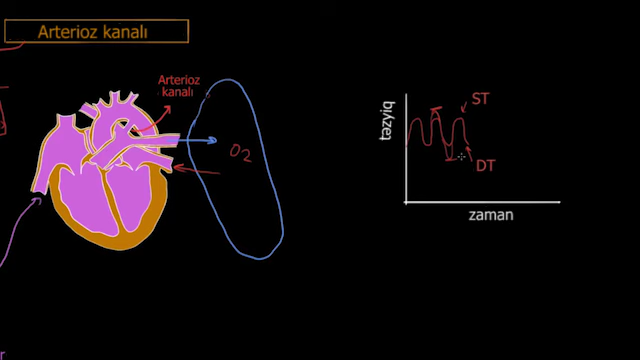 Arterioz kanalı
Arterioz
kanalı
O2
təzyiq
ST
DT
zaman